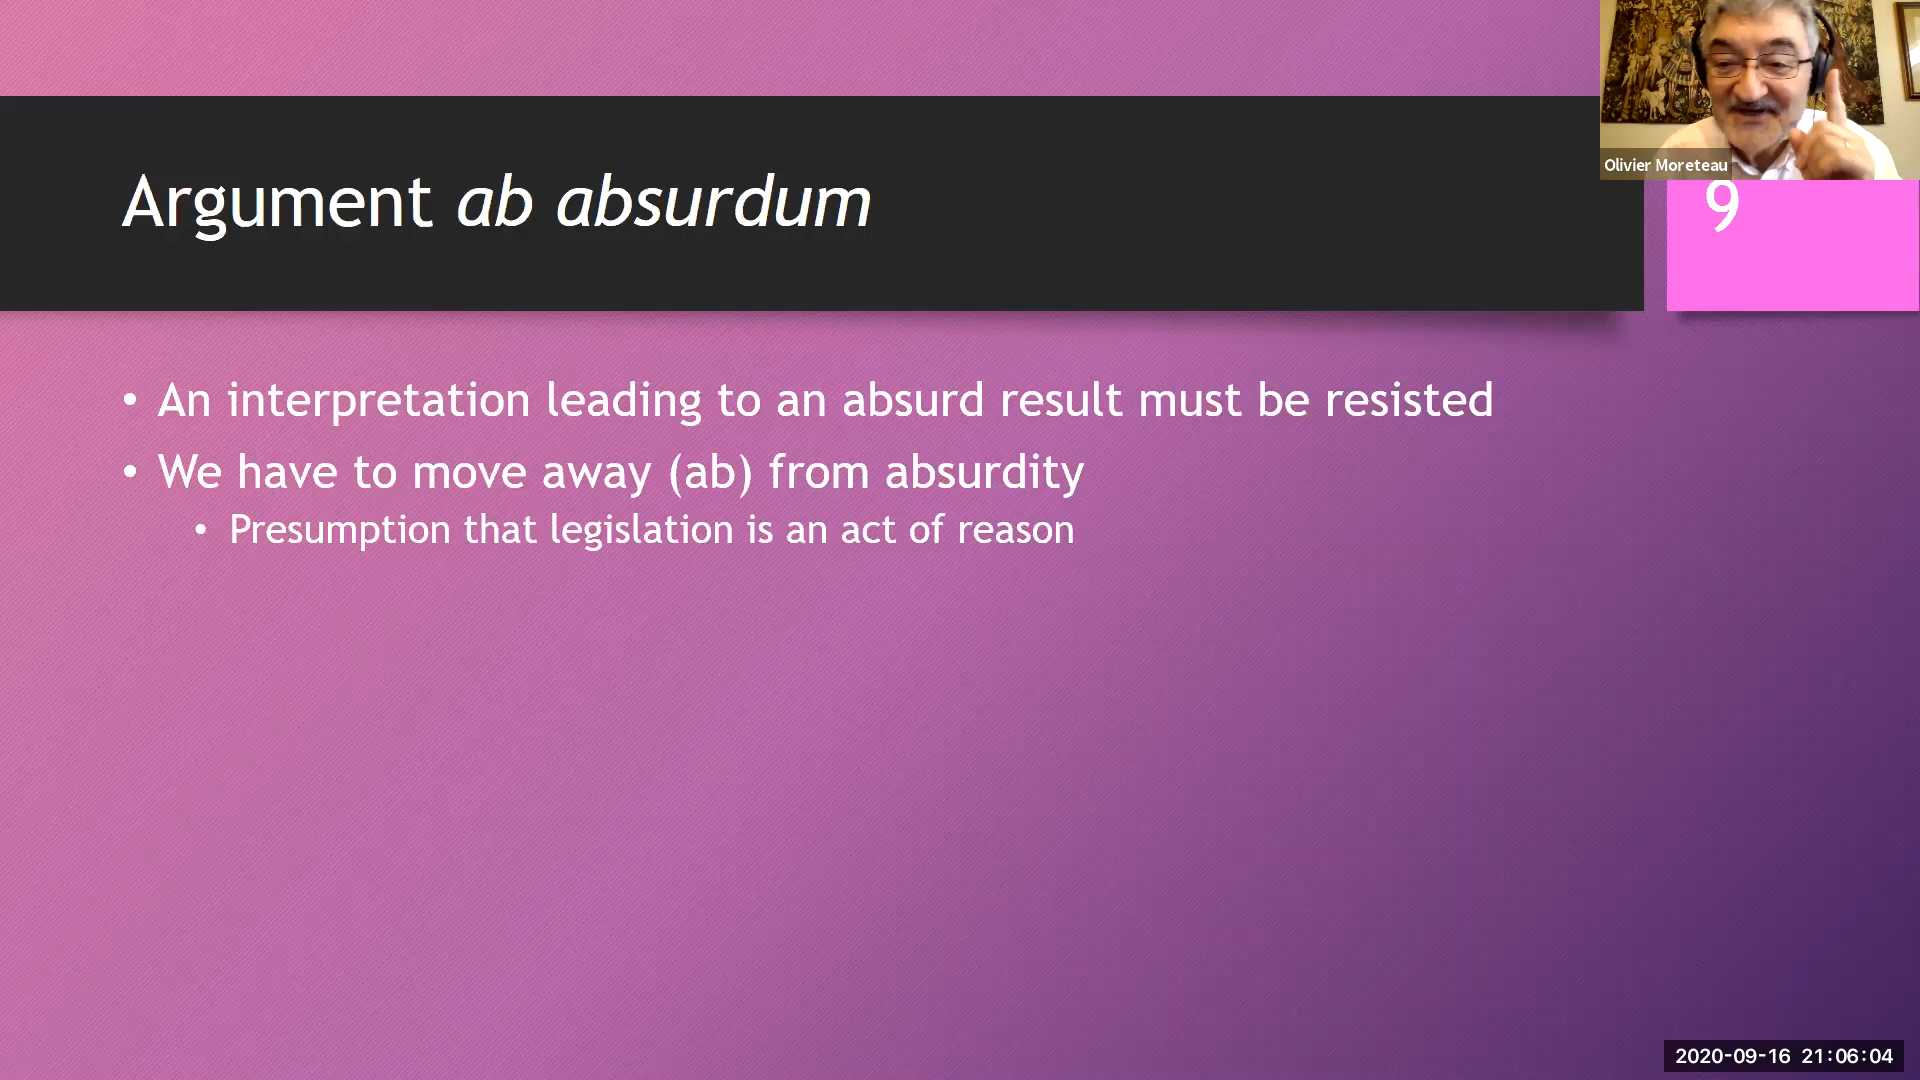 Olivier Moreteau
Argument ab absurdum
9
• An interpretation leading to an absurd result must be resisted
• We have to move away (ab) from absurdity
• Presumption that legislation is an act of reason
2020-09-16 21:06:04